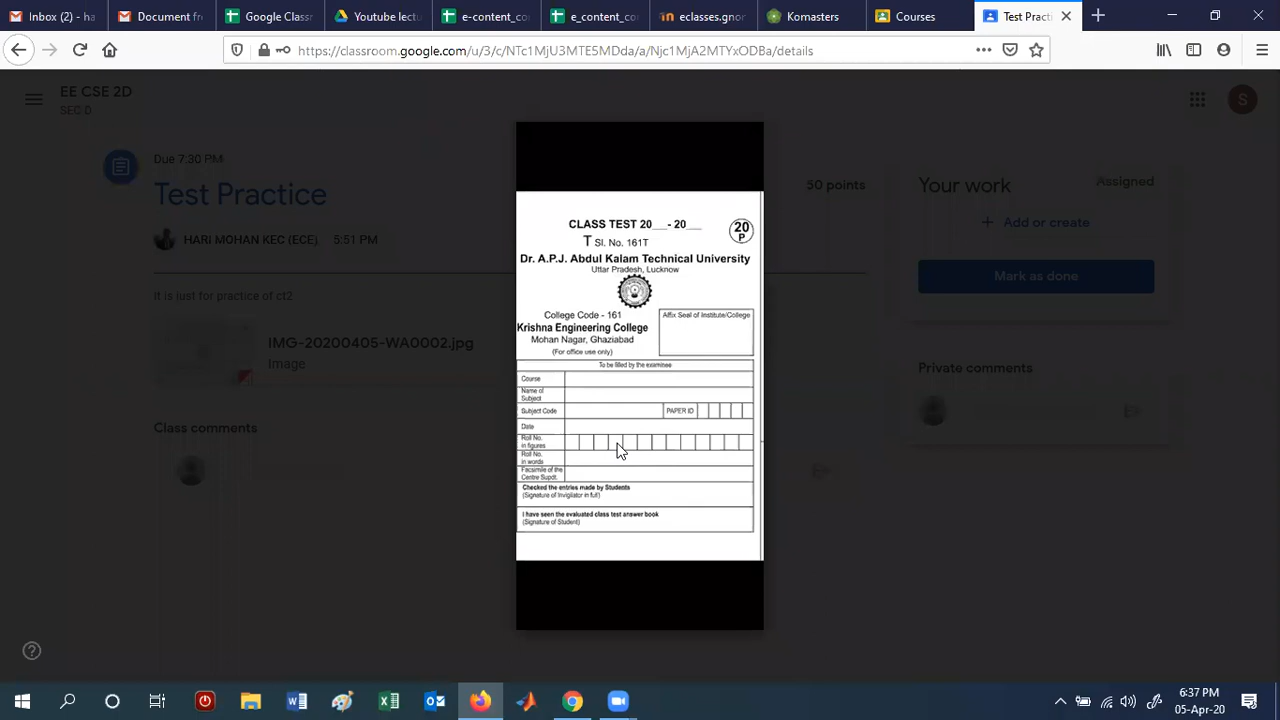 Inbox (2) - ha
Document fr
Google Cla
Youtube lectu
e-content_co
e_content_con
eclasses.gnon
Komasters
Courses
Test Practi
https://classroom.google.com/u/3/c/NTc1MjU3MTE5MDda/a/Njc1MjA2MTYxODBa/details
EE CSE 2D
SEC D
S
Due 7:30 PM
Test Practice
50 points
HARI MOHAN KEC (ECE)   5:51 PM
It is just for practice of ct2
IMG-20200405-WA0002.jpg
Image
Class comments
Your work
Assigned
+ Add or create
Mark as done
Private comments
CLASS TEST 20___- 20___
20
P
T Sl. No. 161T
Dr. A.P.J. Abdul Kalam Technical University
Uttar Pradesh, Lucknow
College Code - 161
Krishna Engineering College
Mohan Nagar, Ghaziabad
(For office use only)
Affix Seal of Institute/College
To be filled by the examinee
Course
Name of
Subject
Subject Code
PAPER ID
Date
Roll No.
in figures
Roll No.
in words
Facsimile of the
Centre Supdt.
Checked the entries made by Students
(Signature of Invigilator in full)
I have seen the evaluated class test answer book
(Signature of Student)
6:37 PM
05-Apr-20